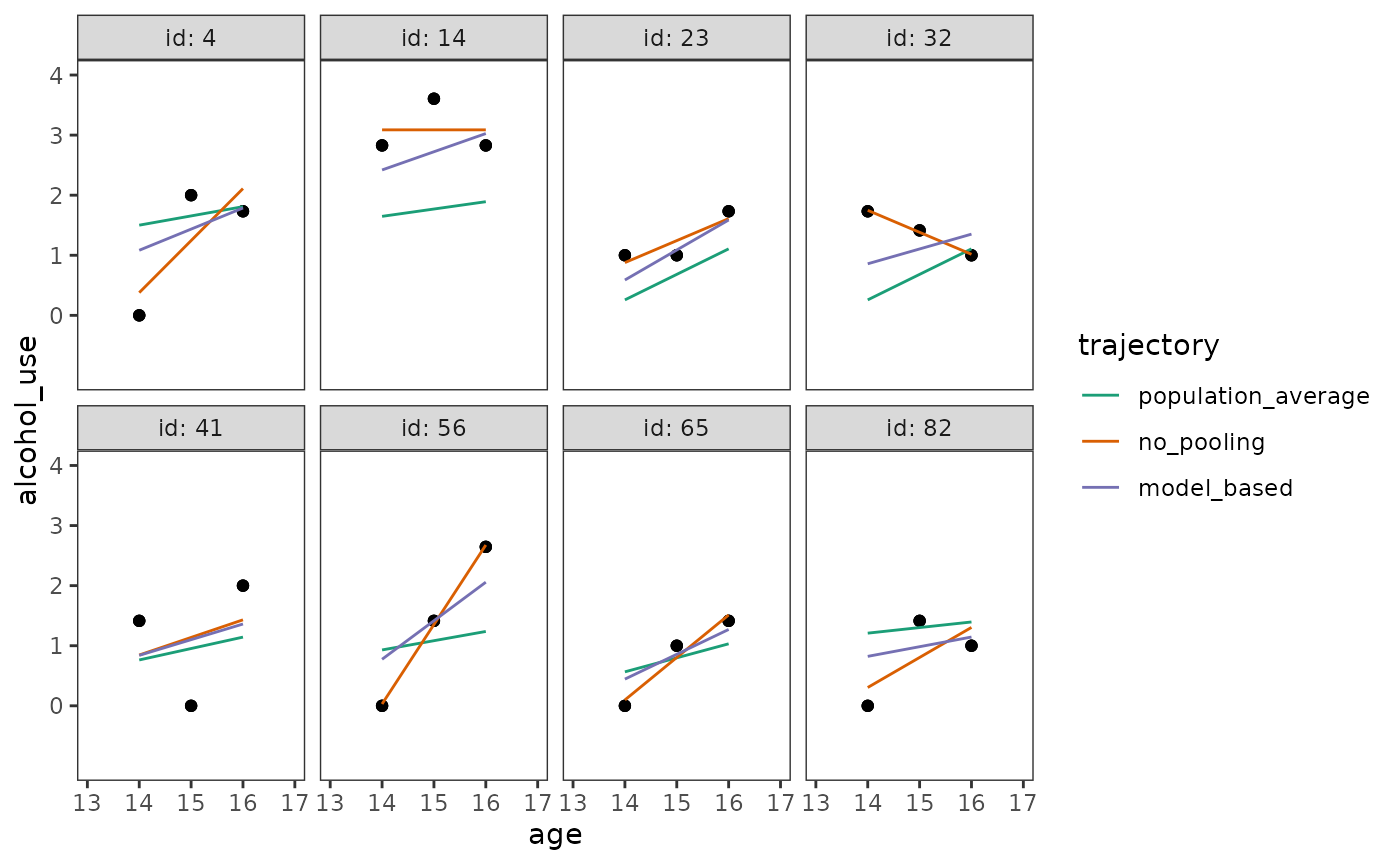 id: 4 id: 14 id: 23 id: 32
4
3
2
1
0
alcohol_use
id: 41 id: 56 id: 65 id: 82
4
3
2
1
0
13 14 15 16 17 13 14 15 16 17 13 14 15 16 17 13 14 15 16 17
age
trajectory
population_average
no_pooling
model_based